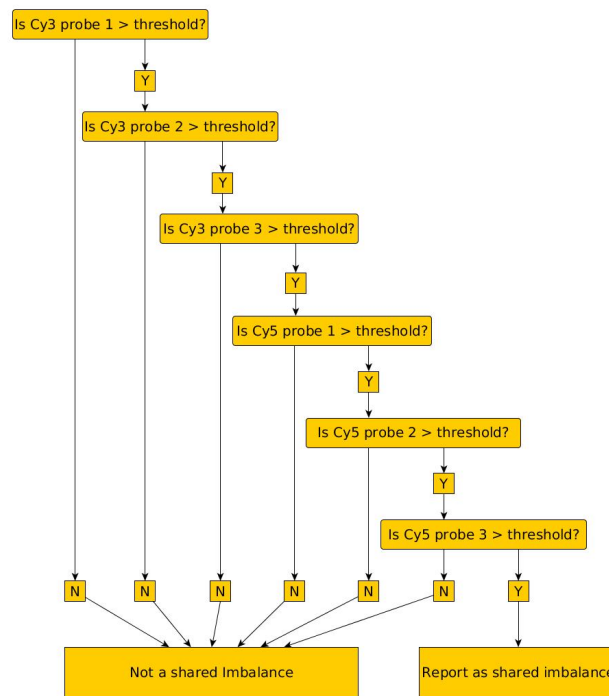 Is Cy3 probe 1 > threshold?
Y
Is Cy3 probe 2 > threshold?
Y
Is Cy3 probe 3 > threshold?
Y
Is Cy5 probe 1 > threshold?
Y
Is Cy5 probe 2 > threshold?
Y
Is Cy5 probe 3 > threshold?
N
N
N
N
N
N
Y
Not a shared Imbalance
Report as shared imbalance